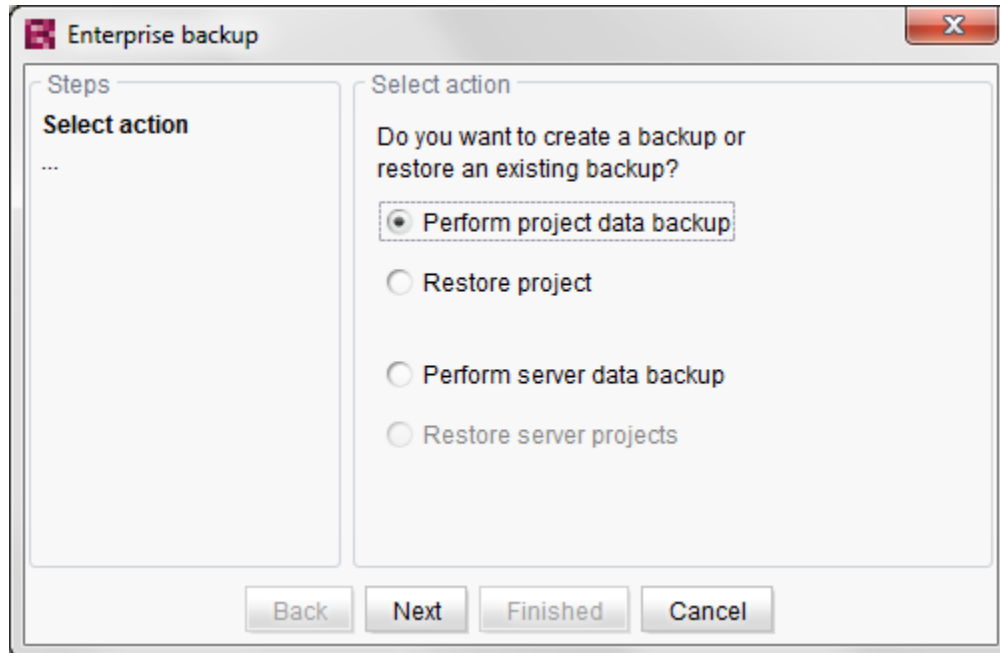 Enterprise backup
Steps
Select action
...
Select action
Do you want to create a backup or
restore an existing backup?
Perform project data backup
Restore project
Perform server data backup
Restore server projects
Back
Next
Finished
Cancel